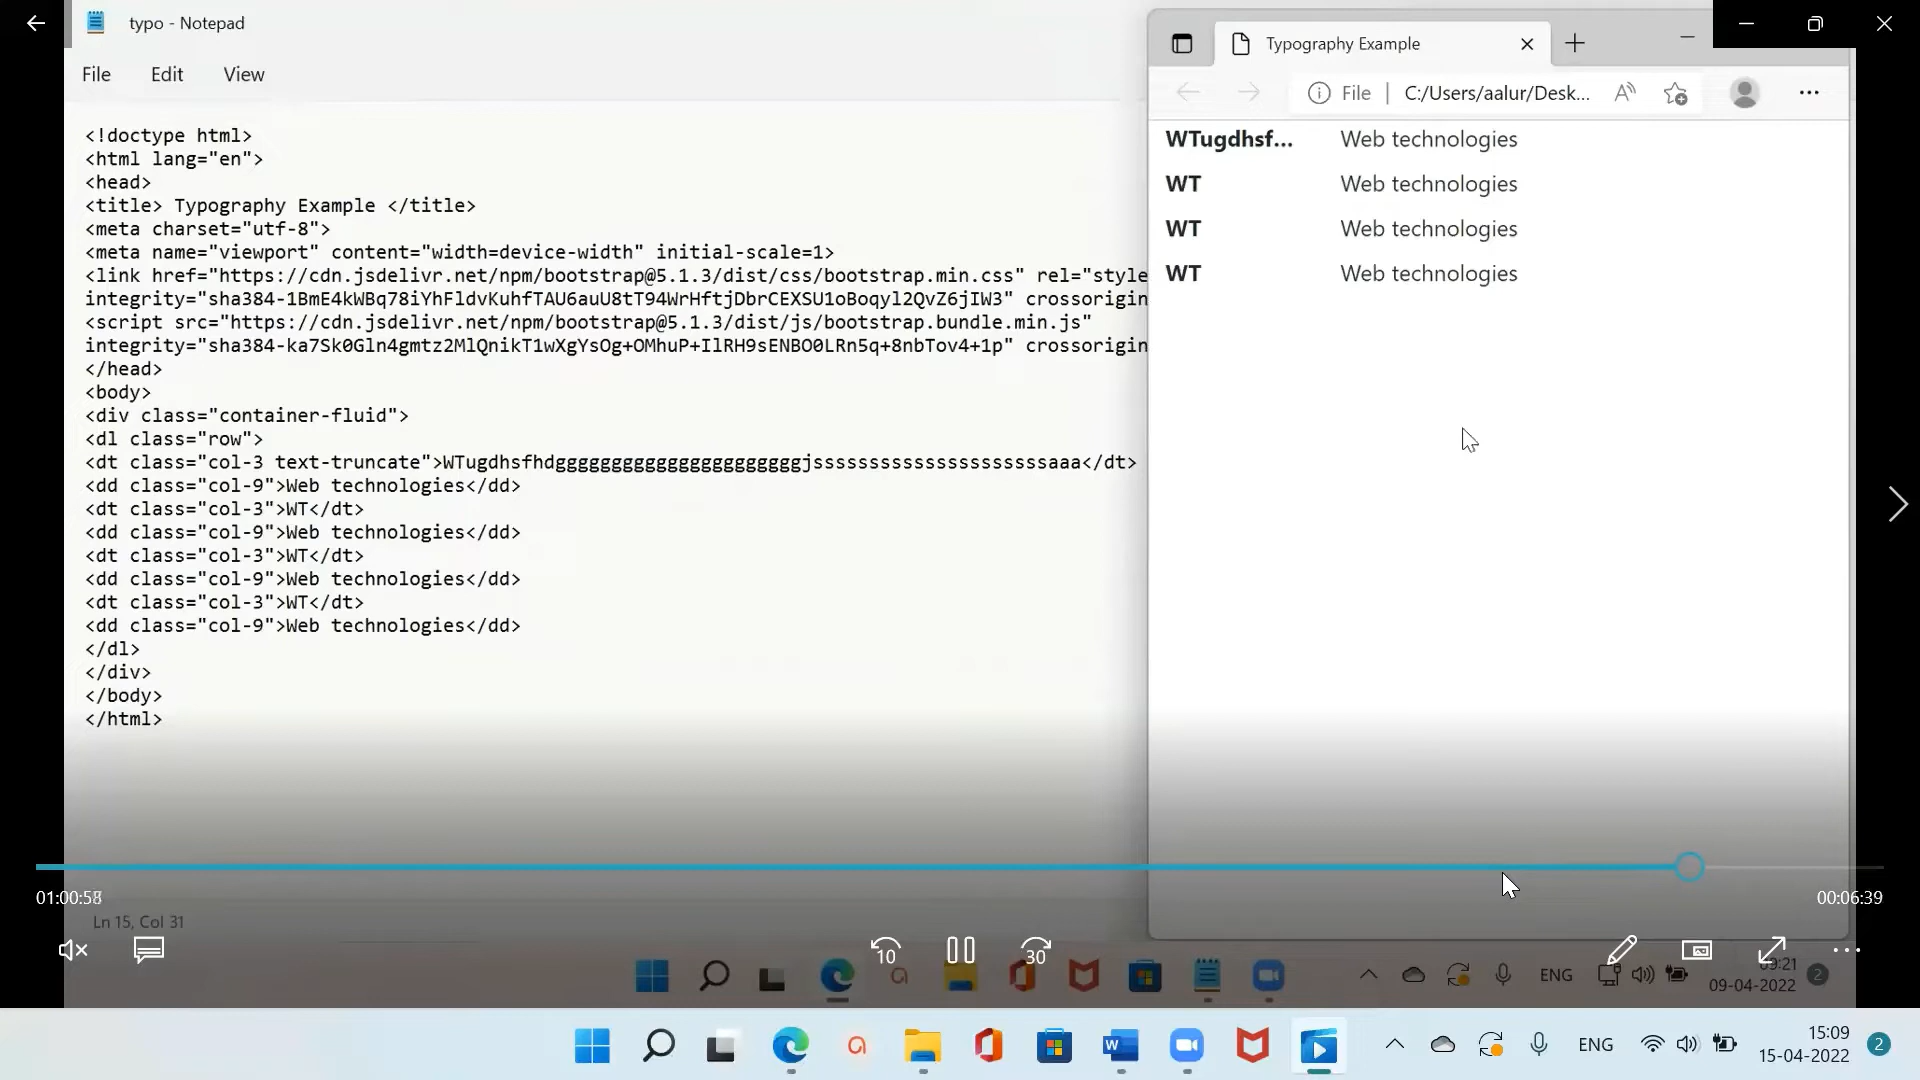 typo - Notepad
File Edit View
<!doctype html>
<html lang="en">
<head>
<title> Typography Example </title>
<meta charset="utf-8">
<meta name="viewport" content="width=device-width" initial-scale=1>
<link href="https://cdn.jsdelivr.net/npm/bootstrap@5.1.3/dist/css/bootstrap.min.css" rel="style
integrity="sha384-1BmE4kWBq78iYhFldvKuhfTAU6auU8tT94WrHftjDbrCEXSU1oBoqyl2QvZ6jIW3" crossorigin
<script src="https://cdn.jsdelivr.net/npm/bootstrap@5.1.3/dist/js/bootstrap.bundle.min.js"
integrity="sha384-ka7Sk0Gln4gmtz2MlQnikT1wXgYsOg+OMhuP+IlRH9sENBO0LRn5q+8nbTov4+1p" crossorigin
</head>
<body>
<div class="container-fluid">
<dl class="row">
<dt class="col-3 text-truncate">WTugdhsfhdggggggggggggggggggggggjsssssssssssssssssssssaaa</dt>
<dd class="col-9">Web technologies</dd>
<dt class="col-3">WT</dt>
<dd class="col-9">Web technologies</dd>
<dt class="col-3">WT</dt>
<dd class="col-9">Web technologies</dd>
<dt class="col-3">WT</dt>
<dd class="col-9">Web technologies</dd>
</dl>
</div>
</body>
</html>
Ln 15, Col 31
Typography Example
File | C:/Users/aalur/Desk...
WTugdhsf... Web technologies
WT Web technologies
WT Web technologies
WT Web technologies
01:00:58
00:06:39
10
30
ENG
09:21
09-04-2022
2
ENG
15:09
15-04-2022
2